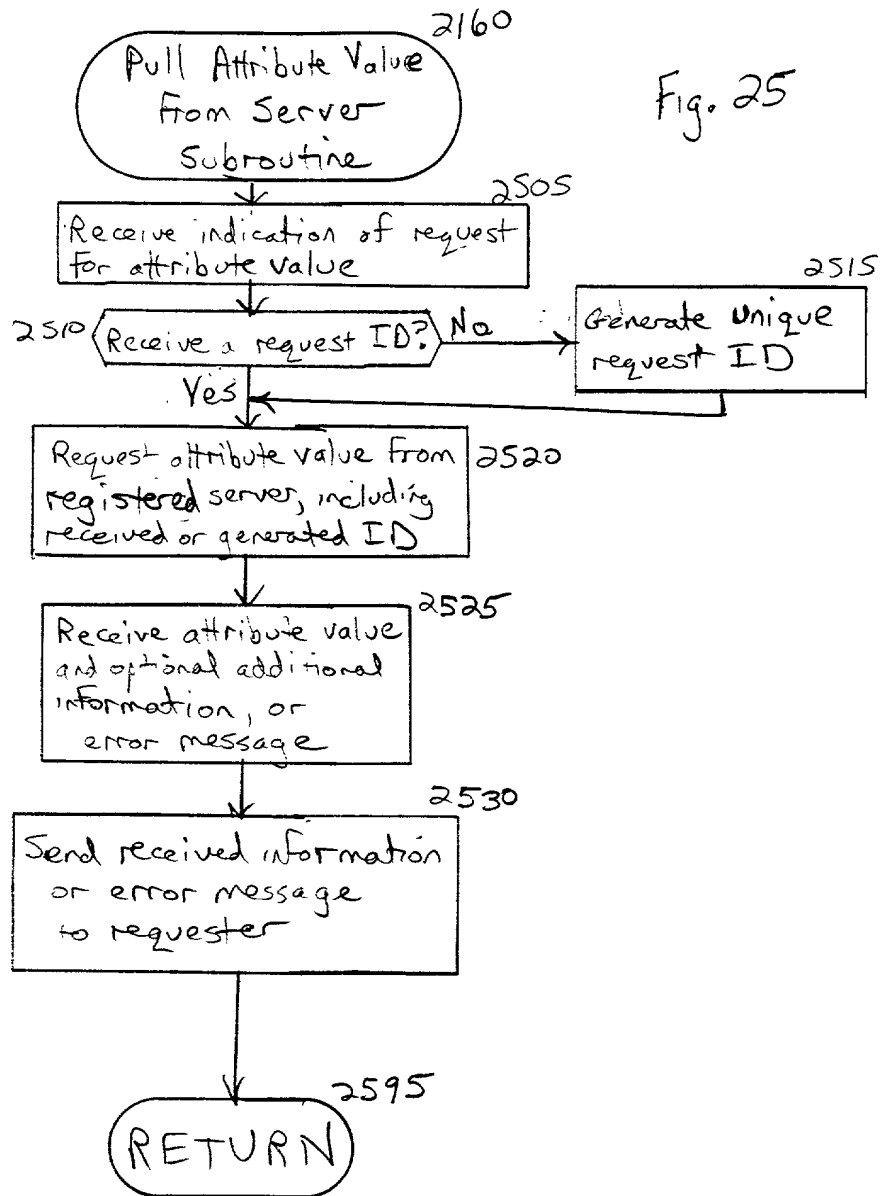 2160
Pull Attribute Value
From Server
Subroutine
Fig. 25
2505
Receive indication of request
for attribute value
2510
Receive a request ID?
No
2515
Generate unique
request ID
Yes
2520
Request attribute value from
registered server, including
received or generated ID
2525
Receive attribute value
and optional additional
information, or
error message
2530
Send received information
or error message
to requester
2595
RETURN